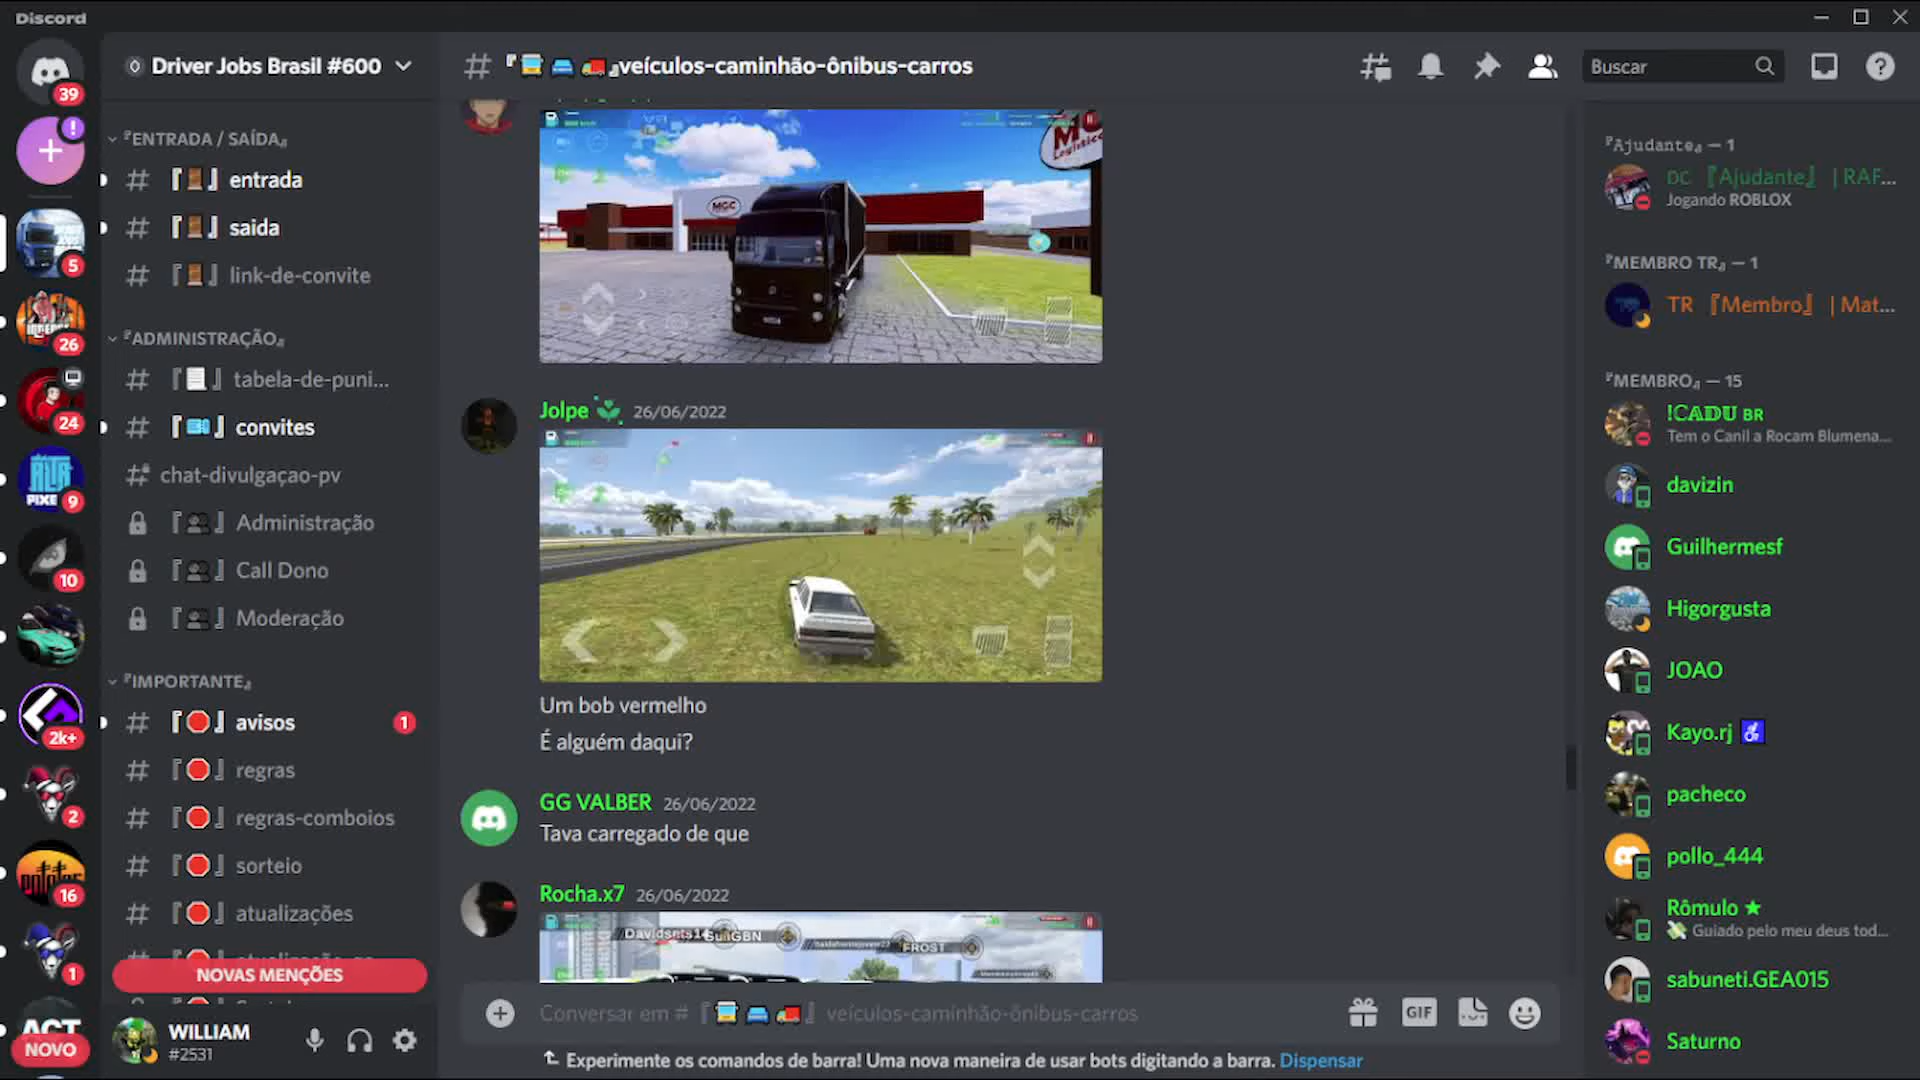 Discord
39
!
5
26
24
PIXE
9
10
2k+
2
16
1
ACT
NOVO
Driver Jobs Brasil #600
『ENTRADA / SAÍDA』
# 『』 entrada
# 『』 saida
# 『』 link-de-convite
『ADMINISTRAÇÃO』
# 『』 tabela-de-puni...
# 『』 convites
# chat-divulgaçao-pv
『』 Administração
『』 Call Dono
『』 Moderação
『IMPORTANTE』
# 『』 avisos 1
# 『』 regras
# 『』 regras-comboios
# 『』 sorteio
# 『』 atualizações
NOVAS MENÇÕES
WILLIAM
#2531
# 『』veículos-caminhão-ônibus-carros
Buscar
MGC
Logística
MGC
Jolpe 26/06/2022
Um bob vermelho
É alguém daqui?
GG VALBER 26/06/2022
Tava carregado de que
Rocha.x7 26/06/2022
FROST
Conversar em # 『』 veículos-caminhão-ônibus-carros
GIF
Experimente os comandos de barra! Uma nova maneira de usar bots digitando a barra. Dispensar
『Ajudante』 — 1
DC 『Ajudante』 | RAF...
Jogando ROBLOX
『MEMBRO TR』 — 1
TR 『Membro』 | Mat...
『MEMBRO』 — 15
!ℂ𝔸𝔻𝕌 BR
Tem o Canil a Rocam Blumena...
davizin
Guilhermesf
Higorgusta
JOAO
Kayo.rj
pacheco
pollo_444
Rômulo ★
Guiado pelo meu deus tod...
sabuneti.GEA015
Saturno